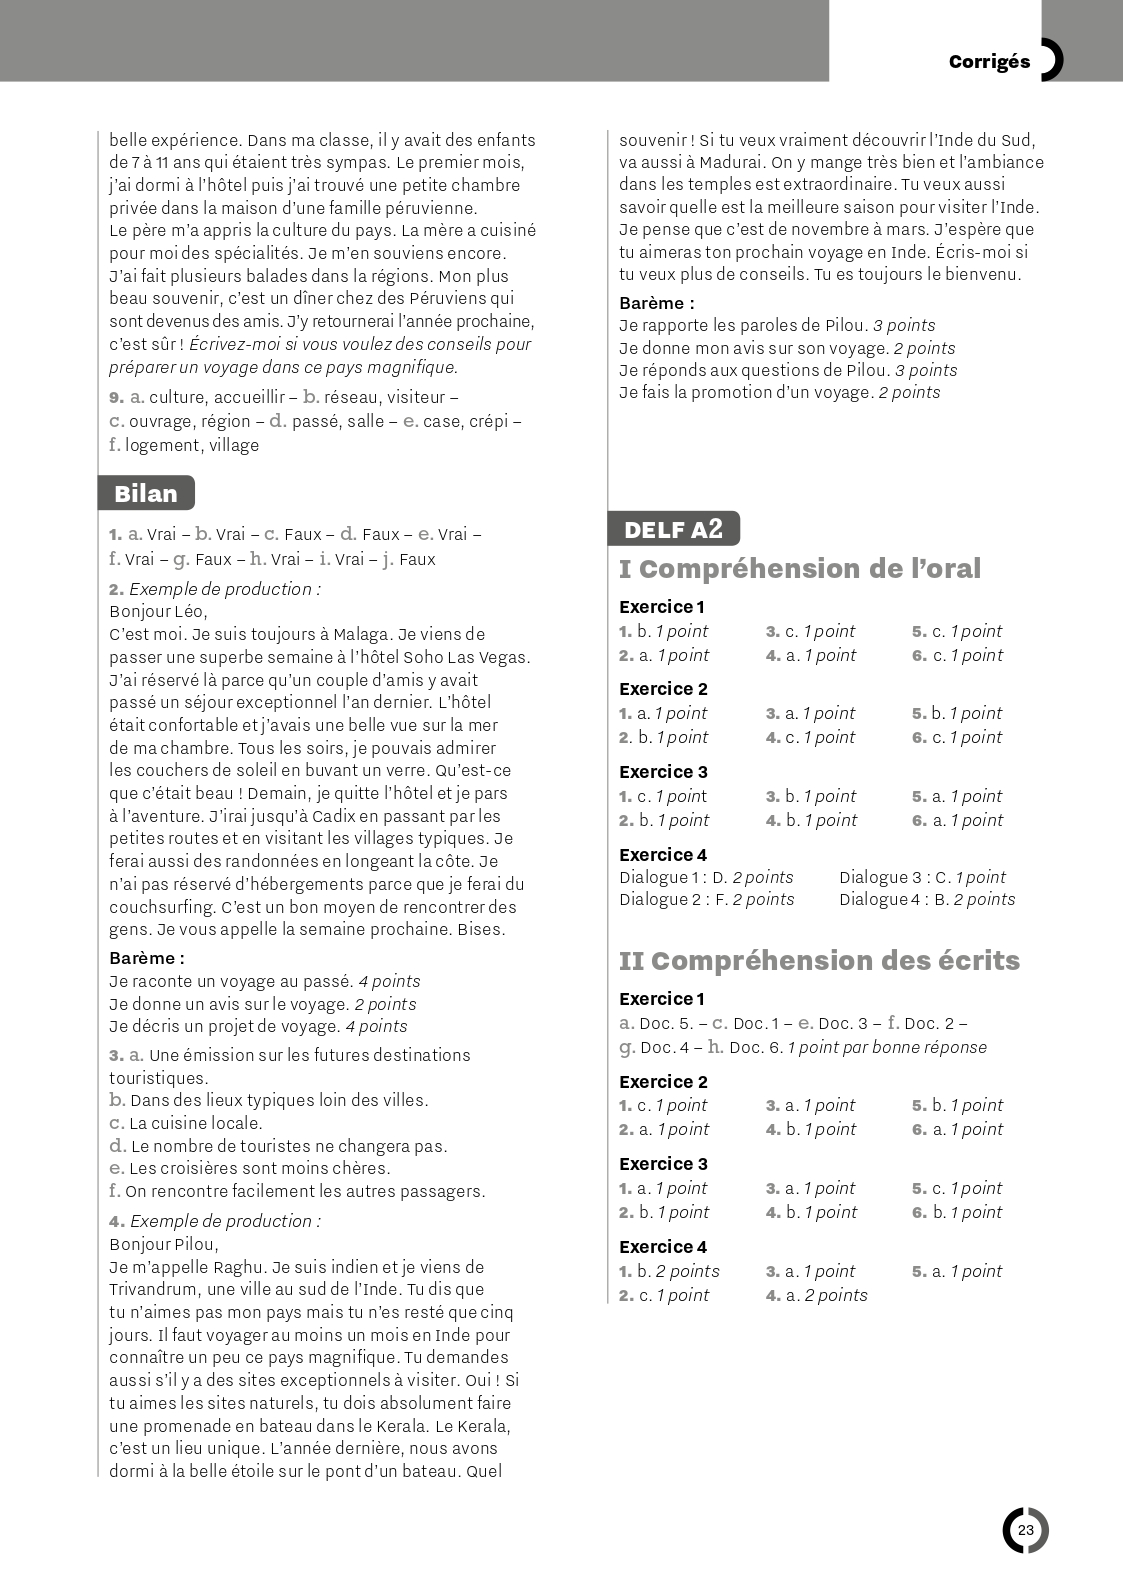 Corrigés
belle expérience. Dans ma classe, il y avait des enfants
de 7 à 11 ans qui étaient très sympas. Le premier mois,
j’ai dormi à l’hôtel puis j’ai trouvé une petite chambre
privée dans la maison d’une famille péruvienne.
Le père m’a appris la culture du pays. La mère a cuisiné
pour moi des spécialités. Je m’en souviens encore.
J’ai fait plusieurs balades dans la régions. Mon plus
beau souvenir, c’est un dîner chez des Péruviens qui
sont devenus des amis. J’y retournerai l’année prochaine,
c’est sûr ! Écrivez-moi si vous voulez des conseils pour
préparer un voyage dans ce pays magnifique.
9. a. culture, accueillir – b. réseau, visiteur –
c. ouvrage, région – d. passé, salle – e. case, crépi –
f. logement, village
Bilan
1. a. Vrai – b. Vrai – c. Faux – d. Faux – e. Vrai –
f. Vrai – g. Faux – h. Vrai – i. Vrai – j. Faux
2. Exemple de production :
Bonjour Léo,
C’est moi. Je suis toujours à Malaga. Je viens de
passer une superbe semaine à l’hôtel Soho Las Vegas.
J’ai réservé là parce qu’un couple d’amis y avait
passé un séjour exceptionnel l’an dernier. L’hôtel
était confortable et j’avais une belle vue sur la mer
de ma chambre. Tous les soirs, je pouvais admirer
les couchers de soleil en buvant un verre. Qu’est-ce
que c’était beau ! Demain, je quitte l’hôtel et je pars
à l’aventure. J’irai jusqu’à Cadix en passant par les
petites routes et en visitant les villages typiques. Je
ferai aussi des randonnées en longeant la côte. Je
n’ai pas réservé d’hébergements parce que je ferai du
couchsurfing. C’est un bon moyen de rencontrer des
gens. Je vous appelle la semaine prochaine. Bises.
Barème :
Je raconte un voyage au passé. 4 points
Je donne un avis sur le voyage. 2 points
Je décris un projet de voyage. 4 points
3. a. Une émission sur les futures destinations
touristiques.
b. Dans des lieux typiques loin des villes.
c. La cuisine locale.
d. Le nombre de touristes ne changera pas.
e. Les croisières sont moins chères.
f. On rencontre facilement les autres passagers.
4. Exemple de production :
Bonjour Pilou,
Je m’appelle Raghu. Je suis indien et je viens de
Trivandrum, une ville au sud de l’Inde. Tu dis que
tu n’aimes pas mon pays mais tu n’es resté que cinq
jours. Il faut voyager au moins un mois en Inde pour
connaître un peu ce pays magnifique. Tu demandes
aussi s’il y a des sites exceptionnels à visiter. Oui ! Si
tu aimes les sites naturels, tu dois absolument faire
une promenade en bateau dans le Kerala. Le Kerala,
c’est un lieu unique. L’année dernière, nous avons
dormi à la belle étoile sur le pont d’un bateau. Quel
souvenir ! Si tu veux vraiment découvrir l’Inde du Sud,
va aussi à Madurai. On y mange très bien et l’ambiance
dans les temples est extraordinaire. Tu veux aussi
savoir quelle est la meilleure saison pour visiter l’Inde.
Je pense que c’est de novembre à mars. J’espère que
tu aimeras ton prochain voyage en Inde. Écris-moi si
tu veux plus de conseils. Tu es toujours le bienvenu.
Barème :
Je rapporte les paroles de Pilou. 3 points
Je donne mon avis sur son voyage. 2 points
Je réponds aux questions de Pilou. 3 points
Je fais la promotion d’un voyage. 2 points
DELF A2
I Compréhension de l’oral
Exercice 1
1. b. 1 point 3. c. 1 point 5. c. 1 point
2. a. 1 point 4. a. 1 point 6. c. 1 point
Exercice 2
1. a. 1 point 3. a. 1 point 5. b. 1 point
2. b. 1 point 4. c. 1 point 6. c. 1 point
Exercice 3
1. c. 1 point 3. b. 1 point 5. a. 1 point
2. b. 1 point 4. b. 1 point 6. a. 1 point
Exercice 4
Dialogue 1 : D. 2 points Dialogue 3 : C. 1 point
Dialogue 2 : F. 2 points Dialogue 4 : B. 2 points
II Compréhension des écrits
Exercice 1
a. Doc. 5. – c. Doc. 1 – e. Doc. 3 – f. Doc. 2 –
g. Doc. 4 – h. Doc. 6. 1 point par bonne réponse
Exercice 2
1. c. 1 point 3. a. 1 point 5. b. 1 point
2. a. 1 point 4. b. 1 point 6. a. 1 point
Exercice 3
1. a. 1 point 3. a. 1 point 5. c. 1 point
2. b. 1 point 4. b. 1 point 6. b. 1 point
Exercice 4
1. b. 2 points 3. a. 1 point 5. a. 1 point
2. c. 1 point 4. a. 2 points
23